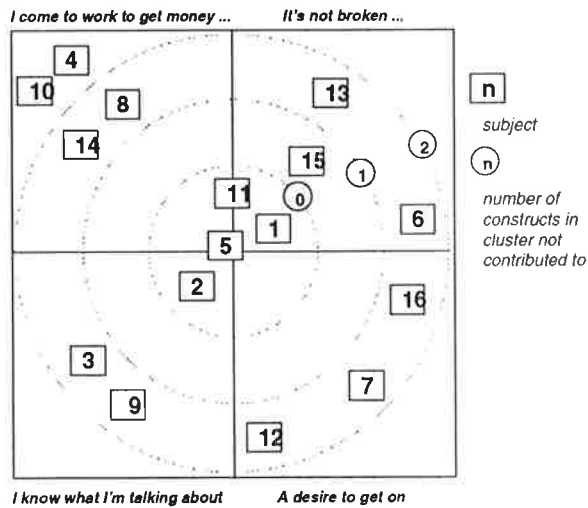 I come to work to get money ...
It's not broken ...
4
10
8
13
n
14
2
subject
15
1
n
11
0
number of
constructs in
cluster not
contributed to
6
1
5
2
16
3
7
9
12
I know what I'm talking about
A desire to get on